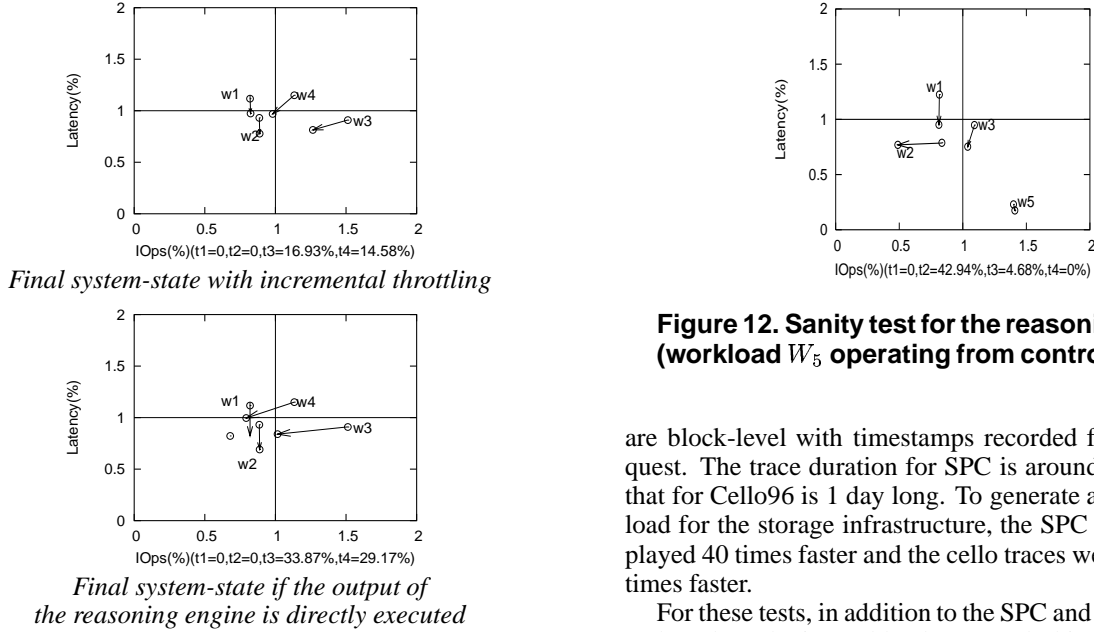 2
1.5
1
0.5
0
Latency(%)
w1
w4
w2
w3
0 0.5 1 1.5 2
IOps(%)(t1=0,t2=0,t3=16.93%,t4=14.58%)
Final system-state with incremental throttling
2
1.5
1
0.5
0
Latency(%)
w1
w4
w3
w2
0 0.5 1 1.5 2
IOps(%)(t1=0,t2=0,t3=33.87%,t4=29.17%)
Final system-state if the output of
the reasoning engine is directly executed
2
1.5
1
0.5
0
Latency(%)
w1
w3
w2
w5
0 0.5 1 1.5 2
IOps(%)(t1=0,t2=42.94%,t3=4.68%,t4=0%)
Figure 12. Sanity test for the reasoni
(workload W5 operating from contro
are block-level with timestamps recorded f
quest. The trace duration for SPC is around
that for Cello96 is 1 day long. To generate a
load for the storage infrastructure, the SPC
played 40 times faster and the cello traces we
times faster.
For these tests, in addition to the SPC and